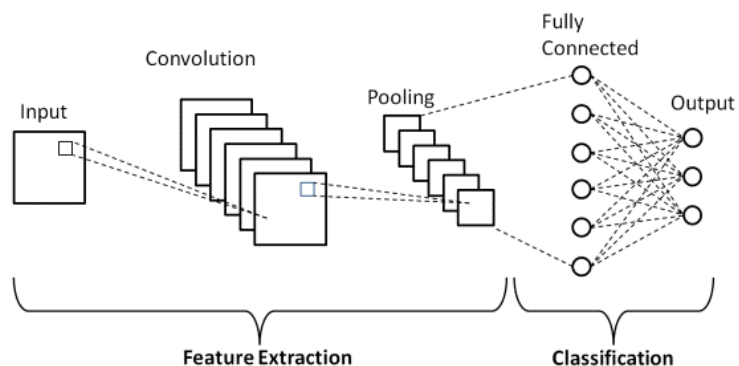 Fully
Connected
Convolution
Pooling
Input
Output
Feature Extraction
Classification